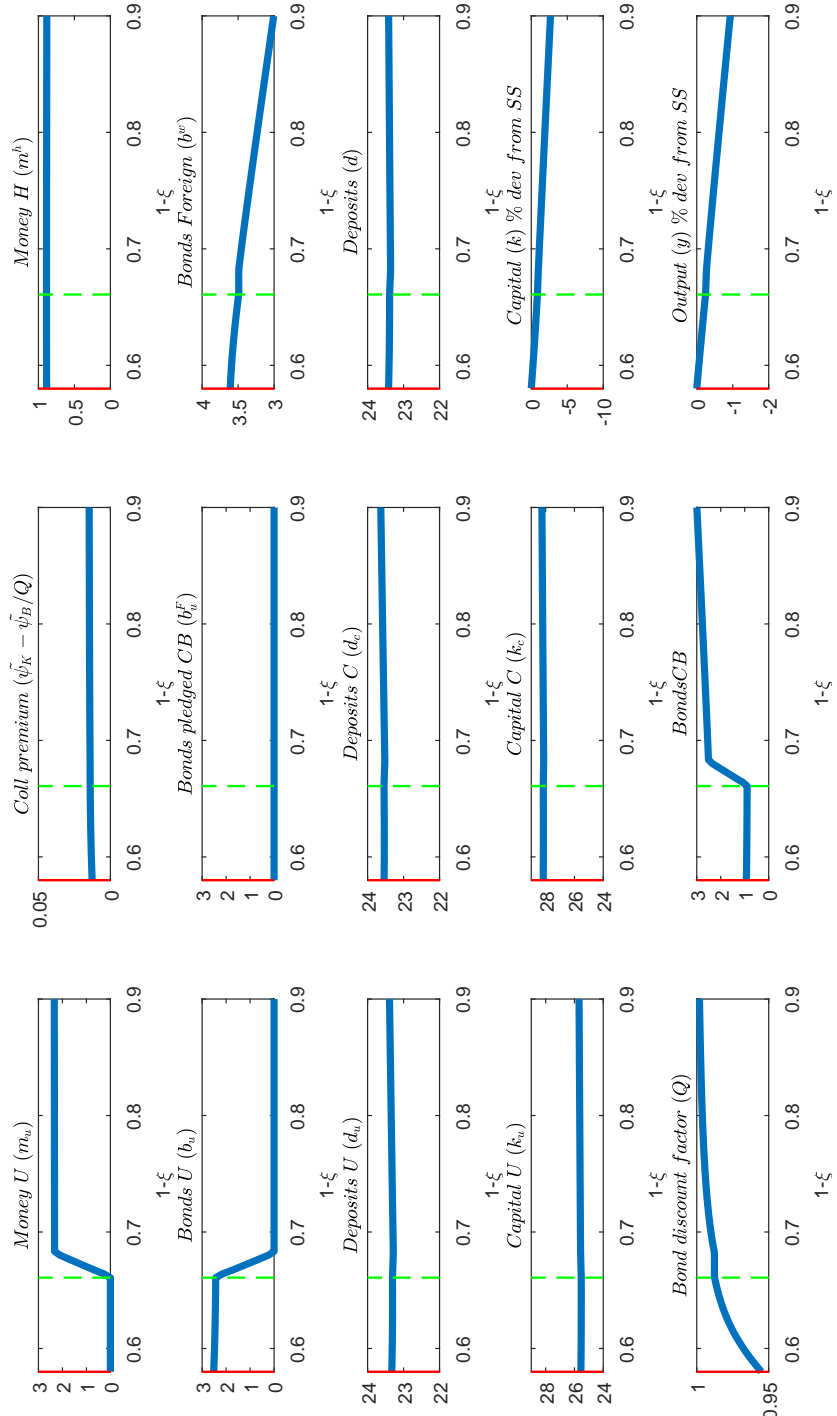 Money U (m_u)
3
2
1
0
0.6 0.7 0.8 0.9
1-ξ
Coll premium (ψ̃_K − ψ̃_B/Q)
0.05
0
0.6 0.7 0.8 0.9
1-ξ
Money H (m^h)
1
0.5
0
0.6 0.7 0.8 0.9
1-ξ
Bonds U (b_u)
3
2
1
0
0.6 0.7 0.8 0.9
1-ξ
Bonds pledged CB (b_u^F)
3
2
1
0
0.6 0.7 0.8 0.9
1-ξ
Bonds Foreign (b^w)
4
3.5
3
0.6 0.7 0.8 0.9
1-ξ
Deposits U (d_u)
24
23
22
0.6 0.7 0.8 0.9
1-ξ
Deposits C (d_c)
24
23
22
0.6 0.7 0.8 0.9
1-ξ
Deposits (d)
24
23
22
0.6 0.7 0.8 0.9
1-ξ
Capital U (k_u)
28
26
24
0.6 0.7 0.8 0.9
1-ξ
Capital C (k_c)
28
26
24
0.6 0.7 0.8 0.9
1-ξ
Capital (k) % dev from SS
0
-5
-10
0.6 0.7 0.8 0.9
1-ξ
Bond discount factor (Q)
1
0.95
0.6 0.7 0.8 0.9
1-ξ
BondsCB
3
2
1
0
0.6 0.7 0.8 0.9
1-ξ
Output (y) % dev from SS
0
-1
-2
0.6 0.7 0.8 0.9
1-ξ